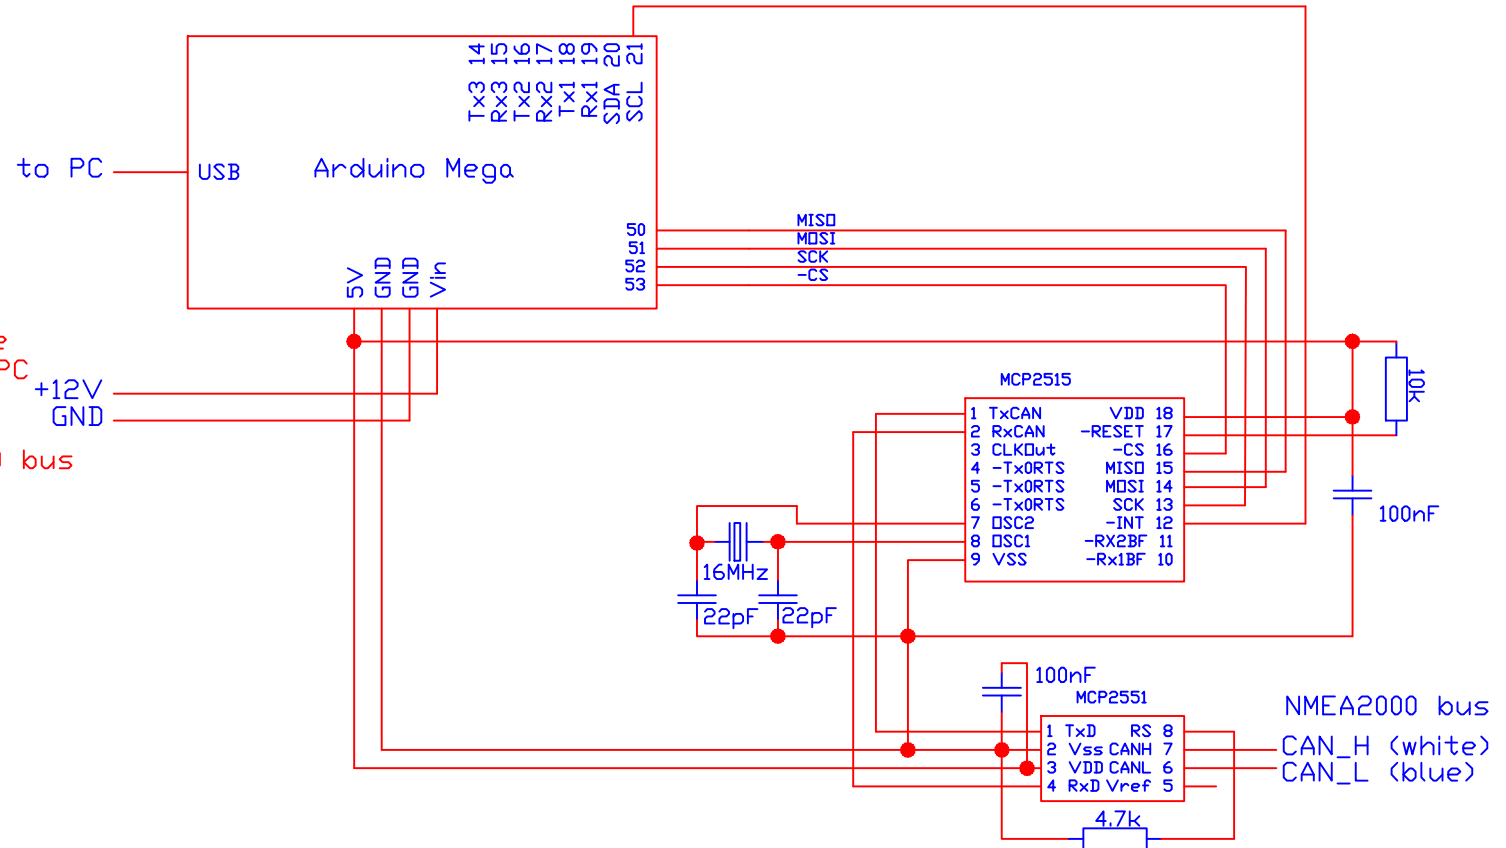 Tx3 14
Rx3 15
Tx2 16
Rx2 17
Tx1 18
Rx1 19
SDA 20
SCL 21
to PC
USB
Arduino Mega
50
51
52
53
MISO
MOSI
SCK
-CS
5V
GND
GND
Vin
PC
+12V
GND
bus
MCP2515
1 TxCAN
2 RxCAN
3 CLKOut
4 -Tx0RTS
5 -Tx0RTS
6 -Tx0RTS
7 OSC2
8 OSC1
9 VSS
VDD 18
-RESET 17
-CS 16
MISO 15
MOSI 14
SCK 13
-INT 12
-RX2BF 11
-Rx1BF 10
10k
100nF
16MHz
22pF
22pF
100nF
MCP2551
1 TxD RS 8
2 Vss CANH 7
3 VDD CANL 6
4 RxD Vref 5
4.7k
NMEA2000 bus
CAN_H (white)
CAN_L (blue)